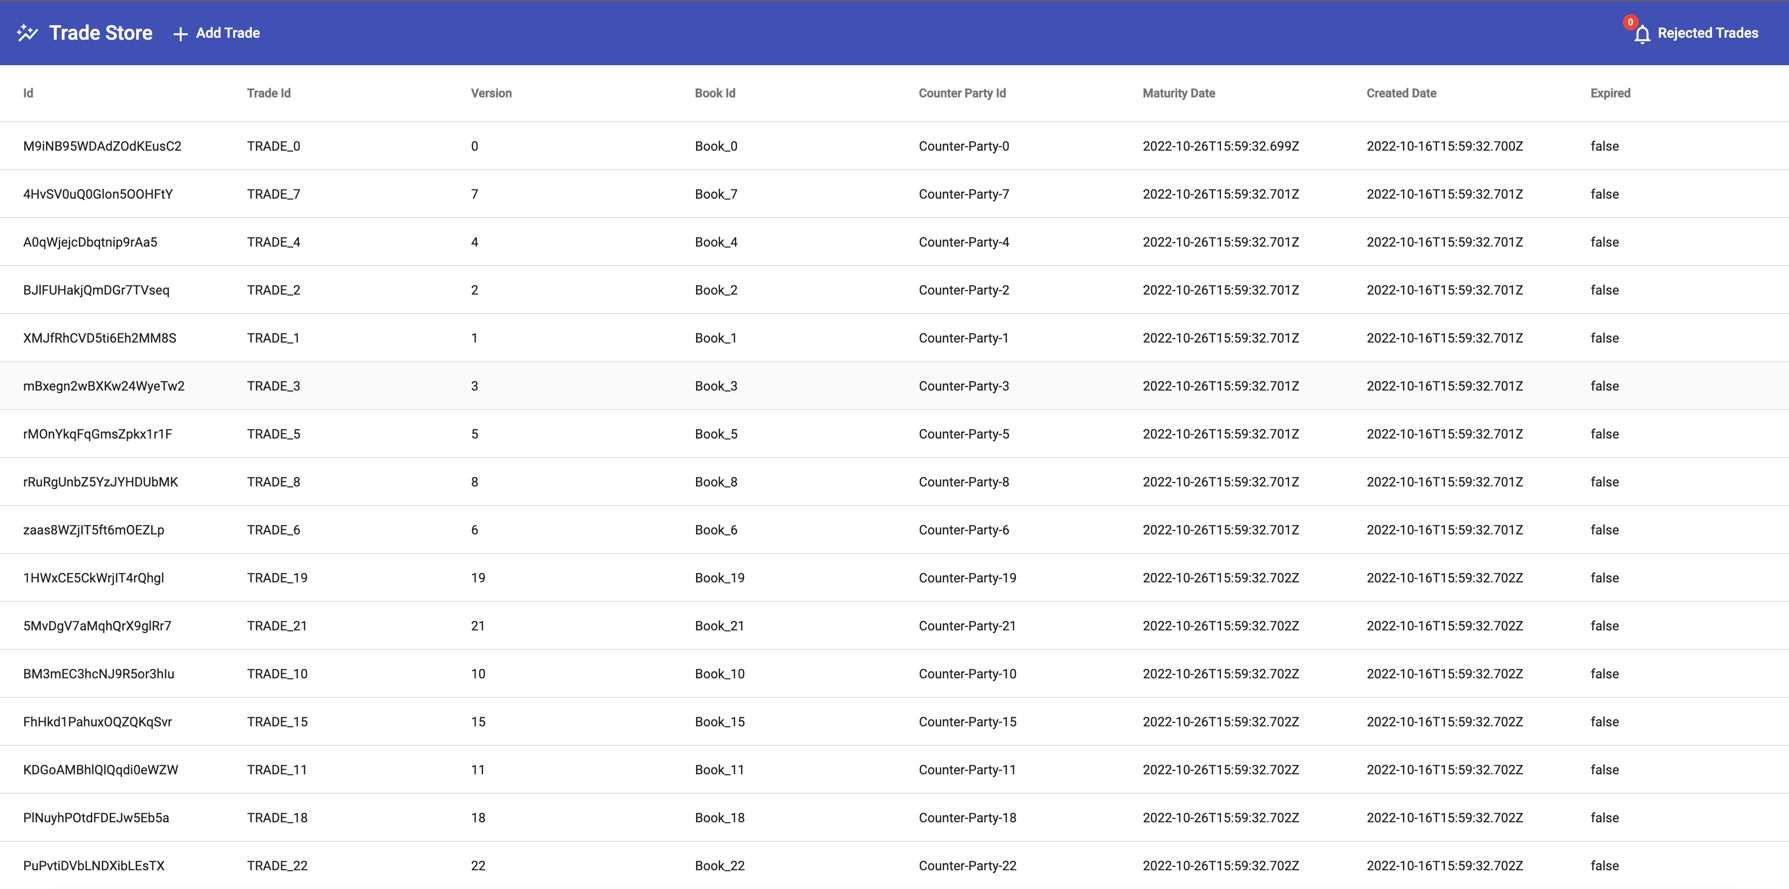 Trade Store + Add Trade 0 Rejected Trades
Id Trade Id Version Book Id Counter Party Id Maturity Date Created Date Expired
M9iNB95WDAdZOdKEusC2 TRADE_0 0 Book_0 Counter-Party-0 2022-10-26T15:59:32.699Z 2022-10-16T15:59:32.700Z false
4HvSV0uQ0Glon5OOHFtY TRADE_7 7 Book_7 Counter-Party-7 2022-10-26T15:59:32.701Z 2022-10-16T15:59:32.701Z false
A0qWjejcDbqtnip9rAa5 TRADE_4 4 Book_4 Counter-Party-4 2022-10-26T15:59:32.701Z 2022-10-16T15:59:32.701Z false
BJlFUHakjQmDGr7TVseq TRADE_2 2 Book_2 Counter-Party-2 2022-10-26T15:59:32.701Z 2022-10-16T15:59:32.701Z false
XMJfRhCVD5ti6Eh2MM8S TRADE_1 1 Book_1 Counter-Party-1 2022-10-26T15:59:32.701Z 2022-10-16T15:59:32.701Z false
mBxegn2wBXKw24WyeTw2 TRADE_3 3 Book_3 Counter-Party-3 2022-10-26T15:59:32.701Z 2022-10-16T15:59:32.701Z false
rMOnYkqFqGmsZpkx1r1F TRADE_5 5 Book_5 Counter-Party-5 2022-10-26T15:59:32.701Z 2022-10-16T15:59:32.701Z false
rRuRgUnbZ5YzJYHDUbMK TRADE_8 8 Book_8 Counter-Party-8 2022-10-26T15:59:32.701Z 2022-10-16T15:59:32.701Z false
zaas8WZjIT5ft6mOEZLp TRADE_6 6 Book_6 Counter-Party-6 2022-10-26T15:59:32.701Z 2022-10-16T15:59:32.701Z false
1HWxCE5CkWrjIT4rQhgl TRADE_19 19 Book_19 Counter-Party-19 2022-10-26T15:59:32.702Z 2022-10-16T15:59:32.702Z false
5MvDgV7aMqhQrX9glRr7 TRADE_21 21 Book_21 Counter-Party-21 2022-10-26T15:59:32.702Z 2022-10-16T15:59:32.702Z false
BM3mEC3hcNJ9R5or3hIu TRADE_10 10 Book_10 Counter-Party-10 2022-10-26T15:59:32.702Z 2022-10-16T15:59:32.702Z false
FhHkd1PahuxOQZQKqSvr TRADE_15 15 Book_15 Counter-Party-15 2022-10-26T15:59:32.702Z 2022-10-16T15:59:32.702Z false
KDGoAMBhlQlQqdi0eWZW TRADE_11 11 Book_11 Counter-Party-11 2022-10-26T15:59:32.702Z 2022-10-16T15:59:32.702Z false
PlNuyhPOtdFDEJw5Eb5a TRADE_18 18 Book_18 Counter-Party-18 2022-10-26T15:59:32.702Z 2022-10-16T15:59:32.702Z false
PuPvtiDVbLNDXibLEsTX TRADE_22 22 Book_22 Counter-Party-22 2022-10-26T15:59:32.702Z 2022-10-16T15:59:32.702Z false